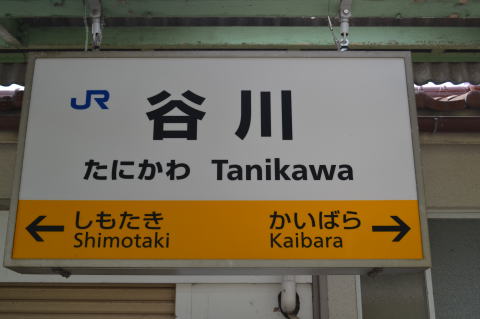 JR
谷川
たにかわ Tanikawa
← しもたき かいばら →
Shimotaki Kaibara